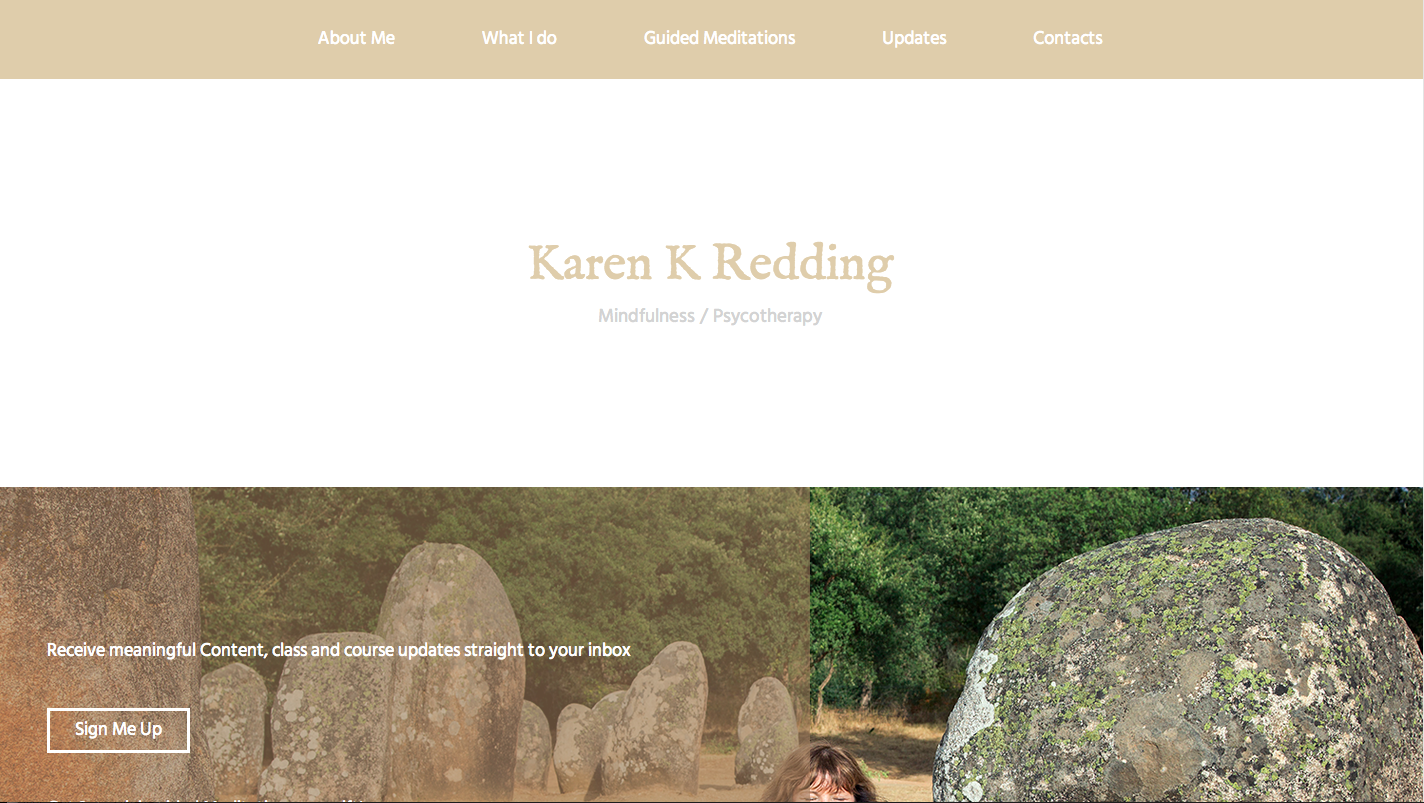 About Me What I do Guided Meditations Updates Contacts
Karen K Redding
Mindfulness / Psycotherapy
Receive meaningful Content, class and course updates straight to your inbox
Sign Me Up